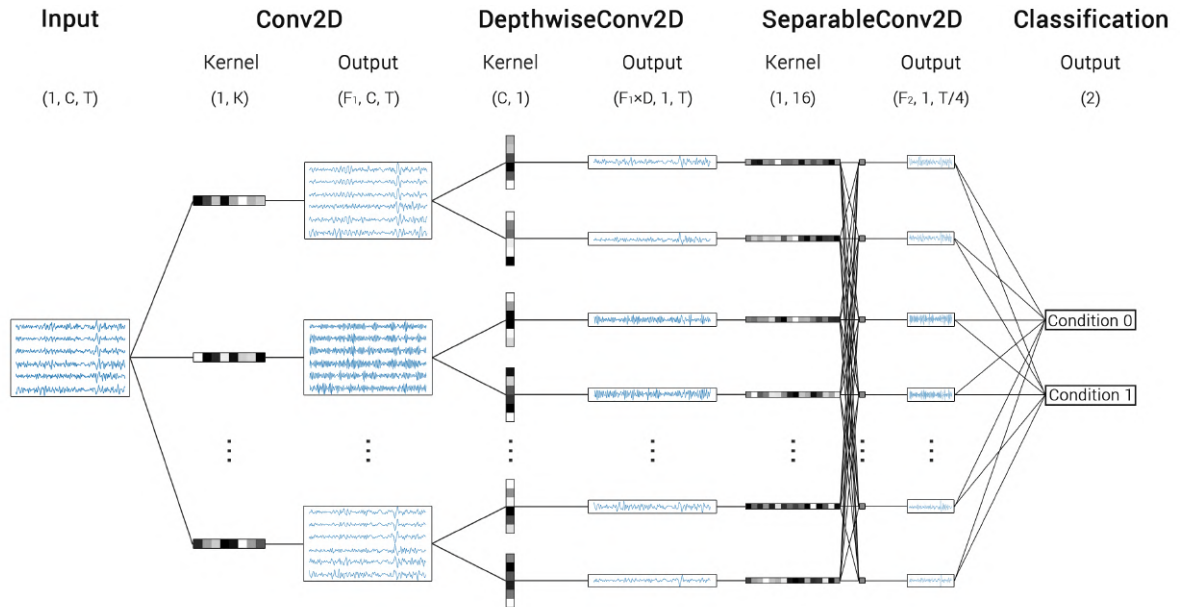 Input Conv2D DepthwiseConv2D SeparableConv2D Classification
Kernel Output Kernel Output Kernel Output Output
(1, C, T) (1, K) (F₁, C, T) (C, 1) (F₁×D, 1, T) (1, 16) (F₂, 1, T/4) (2)
Condition 0
Condition 1